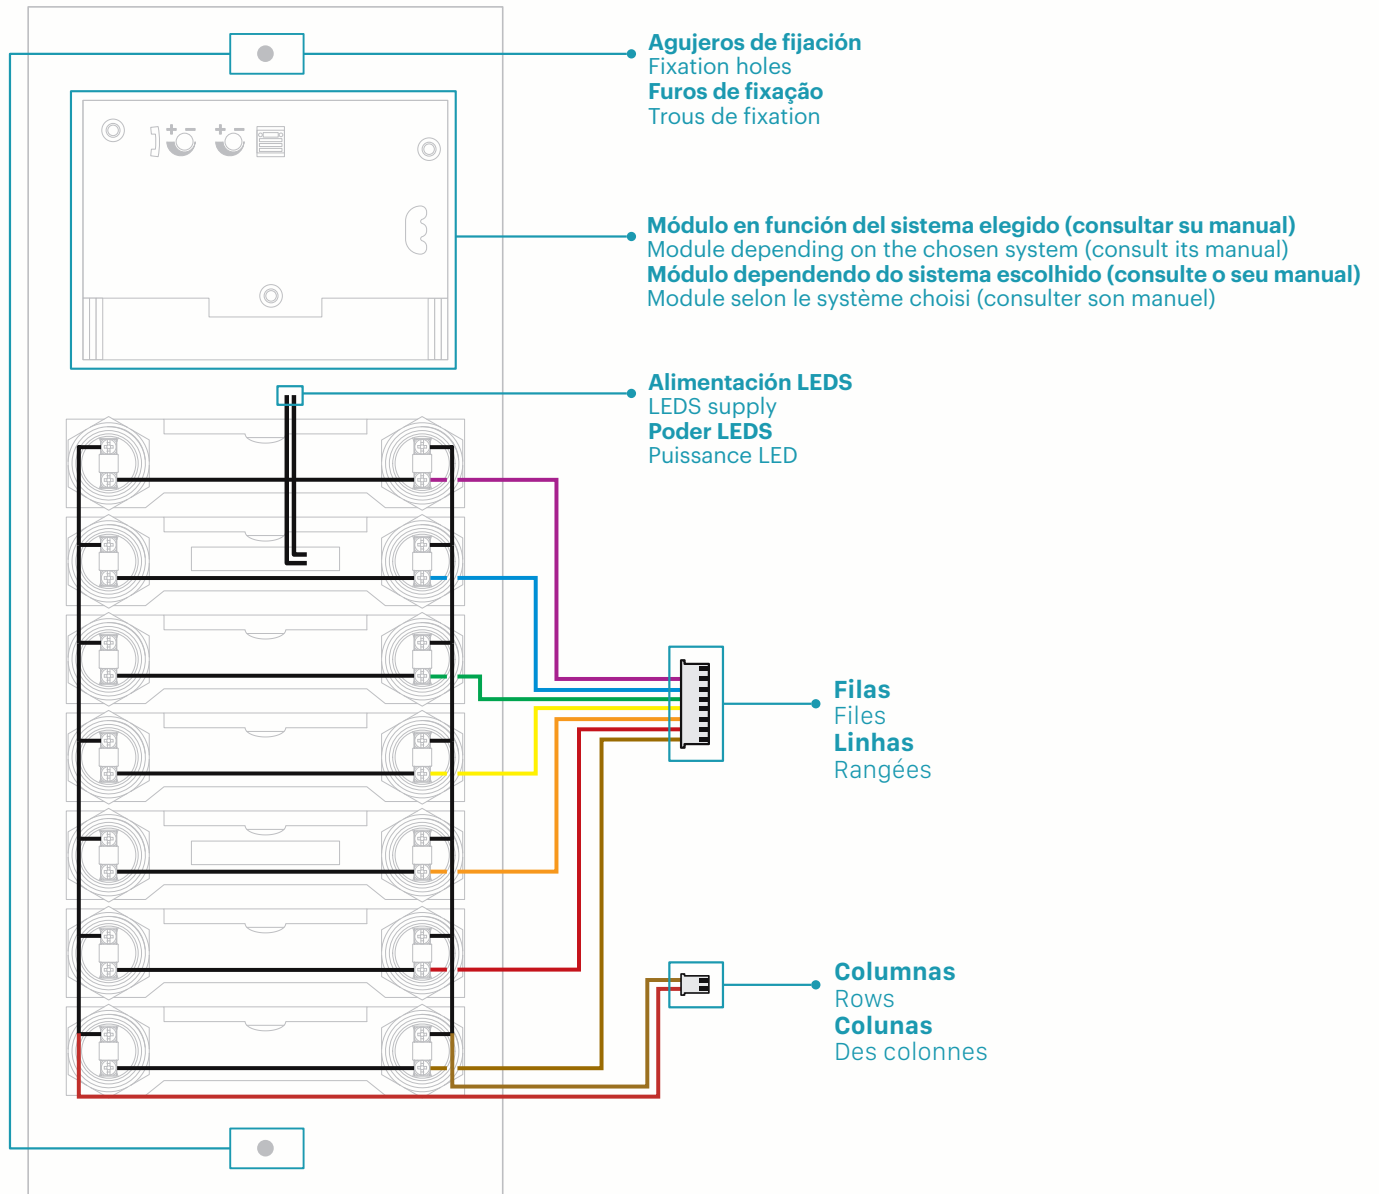 Agujeros de fijación
Fixation holes
Furos de fixação
Trous de fixation
Módulo en función del sistema elegido (consultar su manual)
Module depending on the chosen system (consult its manual)
Módulo dependendo do sistema escolhido (consulte o seu manual)
Module selon le système choisi (consulter son manuel)
Alimentación LEDS
LEDS supply
Poder LEDS
Puissance LED
Filas
Files
Linhas
Rangées
Columnas
Rows
Colunas
Des colonnes